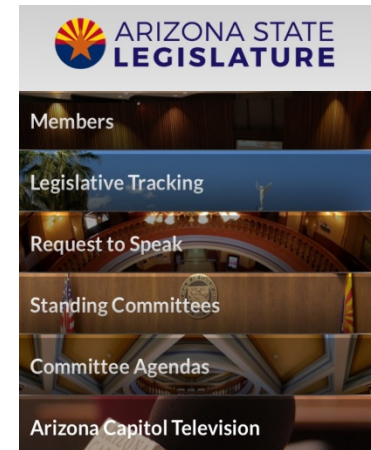 ARIZONA STATE
LEGISLATURE
Members
Legislative Tracking
Request to Speak
Standing Committees
Committee Agendas
Arizona Capitol Television